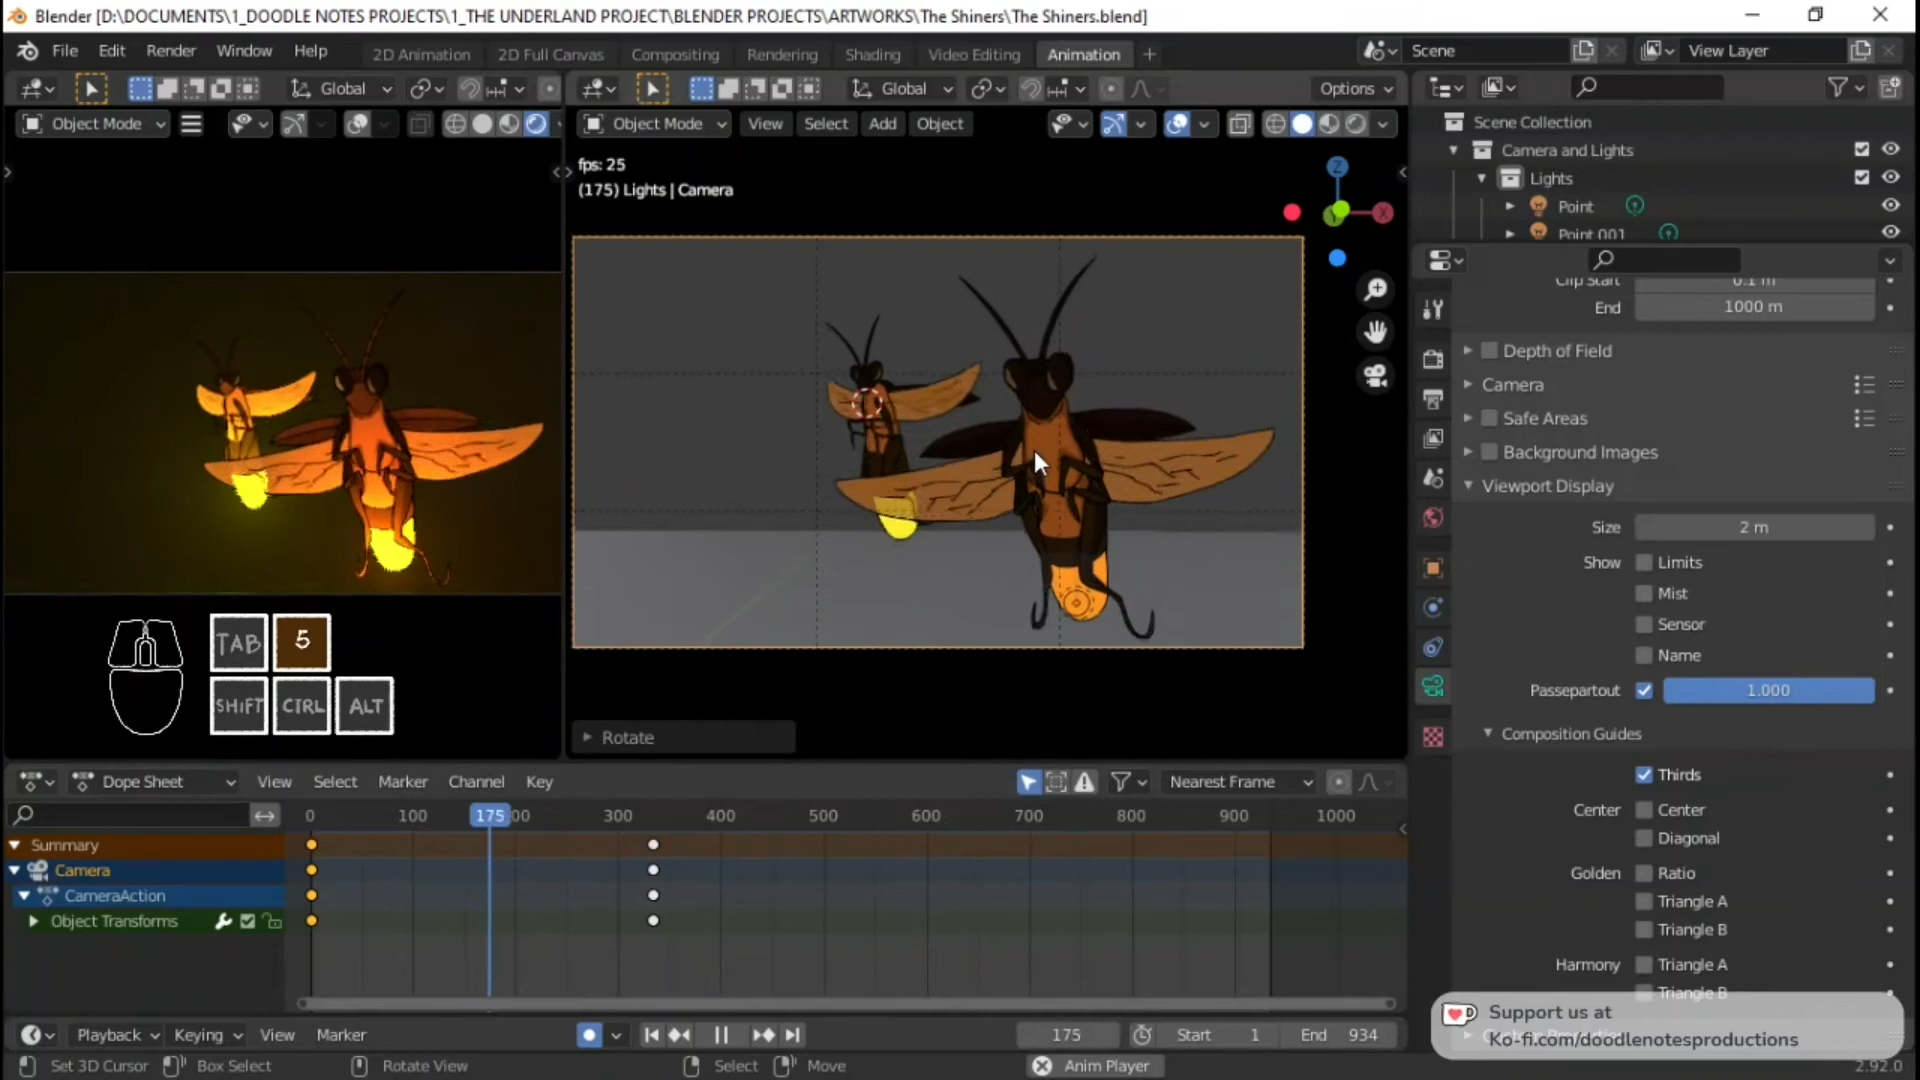 Blender [D:\DOCUMENTS\1_DOODLE NOTES PROJECTS\1_THE UNDERLAND PROJECT\BLENDER PROJECTS\ARTWORKS\The Shiners\The Shiners.blend]
File Edit Render Window Help 2D Animation 2D Full Canvas Compositing Rendering Shading Video Editing Animation + Scene View Layer
Global Global Options
Object Mode Object Mode View Select Add Object
Scene Collection
Camera and Lights
Lights
Point
Point.001
fps: 25
(175) Lights | Camera
Z
X
Clip Start 0.1 m
End 1000 m
Depth of Field
Camera
Safe Areas
Background Images
Viewport Display
Size 2 m
Show Limits
Mist
Sensor
Name
Passepartout 1.000
Composition Guides
Thirds
Center Center
Diagonal
Golden Ratio
Triangle A
Triangle B
Harmony Triangle A
Triangle B
TAB 5
SHIFT CTRL ALT
Rotate
Dope Sheet View Select Marker Channel Key Nearest Frame
0 100 175 300 400 500 600 700 800 900 1000
Summary
Camera
CameraAction
Object Transforms
Support us at
Ko-fi.com/doodlenotesproductions
Playback Keying View Marker 175 Start 1 End 934
Set 3D Cursor Box Select Rotate View Select Move Anim Player 2.92.0